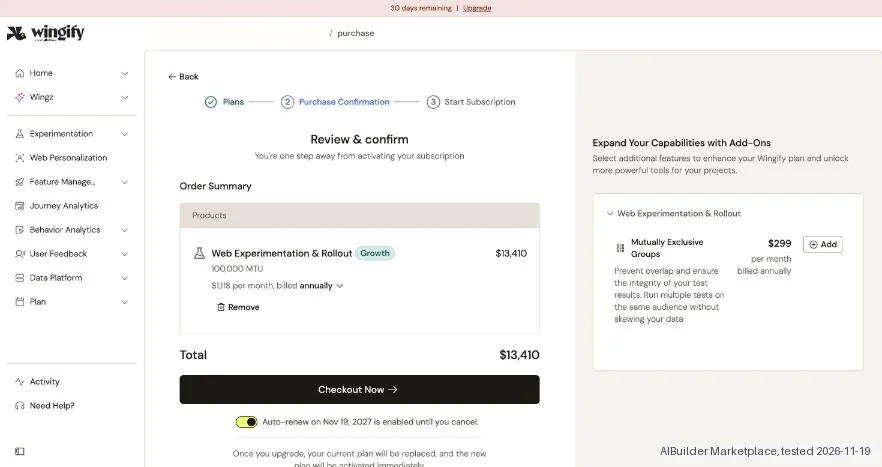 30 days remaining | Upgrade
wingify
/ purchase
Home
Wingz
Experimentation
Web Personalization
Feature Manage...
Journey Analytics
Behavior Analytics
User Feedback
Data Platform
Plan
Activity
Need Help?
← Back
Plans
2 Purchase Confirmation
3 Start Subscription
Review & confirm
You're one step away from activating your subscription
Order Summary
Products
Web Experimentation & Rollout Growth $13,410
100,000 MTU
$1,118 per month, billed annually
Remove
Total $13,410
Checkout Now →
Auto-renew on Nov 19, 2027 is enabled until you cancel.
Once you upgrade, your current plan will be replaced, and the new
plan will be activated immediately.
Expand Your Capabilities with Add-Ons
Select additional features to enhance your Wingify plan and unlock
more powerful tools for your projects.
Web Experimentation & Rollout
Mutually Exclusive
Groups
$299
per month
billed annually
Add
Prevent overlap and ensure
the integrity of your test
results. Run multiple tests on
the same audience without
skewing your data
AIBuilder Marketplace, tested 2026-11-19